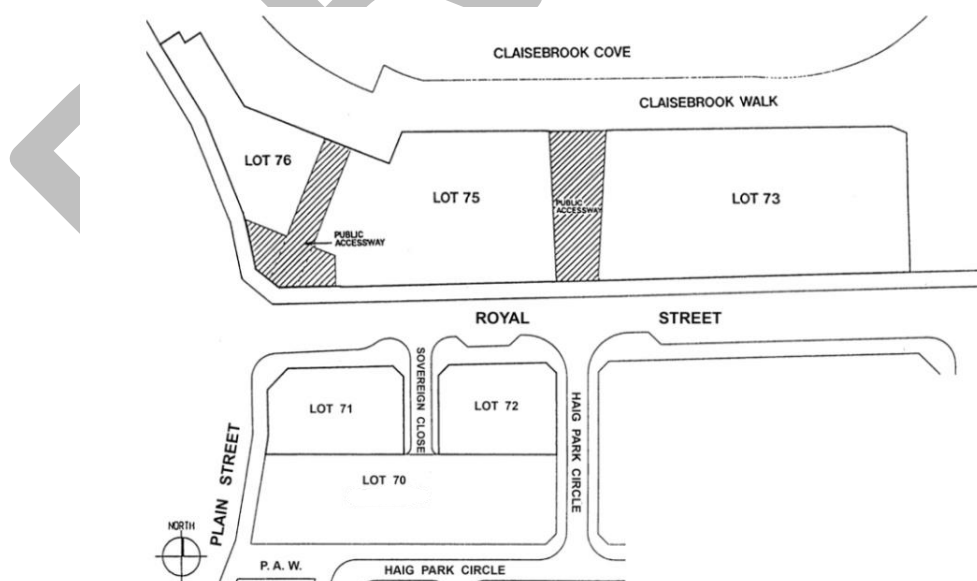 CLAISEBROOK COVE
CLAISEBROOK WALK
LOT 76
LOT 75
PUBLIC
ACCESSWAY
LOT 73
PUBLIC
ACCESSWAY
ROYAL STREET
SOVEREIGN CLOSE
LOT 71
LOT 72
HAIG PARK CIRCLE
PLAIN STREET
LOT 70
NORTH
P. A. W.
HAIG PARK CIRCLE